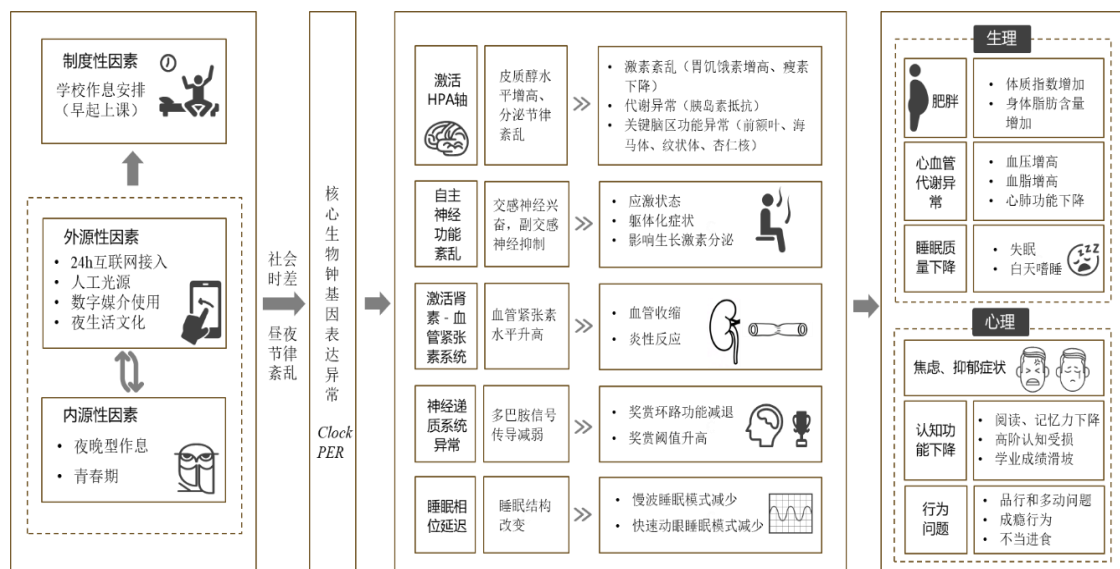 制度性因素
学校作息安排
（早起上课）
外源性因素
• 24h互联网接入
• 人工光源
• 数字媒介使用
• 夜生活文化
内源性因素
• 夜晚型作息
• 青春期
社会
时差
昼夜
节律
紊乱
核
心
生
物
钟
基
因
表
达
异
常
Clock
PER
激活
HPA轴
皮质醇水
平增高、
分泌节律
紊乱
• 激素紊乱（胃饥饿素增高、瘦素
下降）
• 代谢异常（胰岛素抵抗）
• 关键脑区功能异常（前额叶、海
马体、纹状体、杏仁核）
自主
神经
功能
紊乱
交感神经兴
奋，副交感
神经抑制
• 应激状态
• 躯体化症状
• 影响生长激素分泌
激活肾
素 - 血
管紧张
素系统
血管紧张素
水平升高
• 血管收缩
• 炎性反应
神经递
质系统
异常
多巴胺信号
传导减弱
• 奖赏环路功能减退
• 奖赏阈值升高
睡眠相
位延迟
睡眠结构
改变
• 慢波睡眠模式减少
• 快速动眼睡眠模式减少
生理
肥胖
• 体质指数增加
• 身体脂肪含量
增加
心血管
代谢异
常
• 血压增高
• 血脂增高
• 心肺功能下降
睡眠质
量下降
• 失眠
• 白天嗜睡
zzZ
心理
焦虑、抑郁症状
认知功
能下降
• 阅读、记忆力下降
• 高阶认知受损
• 学业成绩滑坡
行为
问题
• 品行和多动问题
• 成瘾行为
• 不当进食